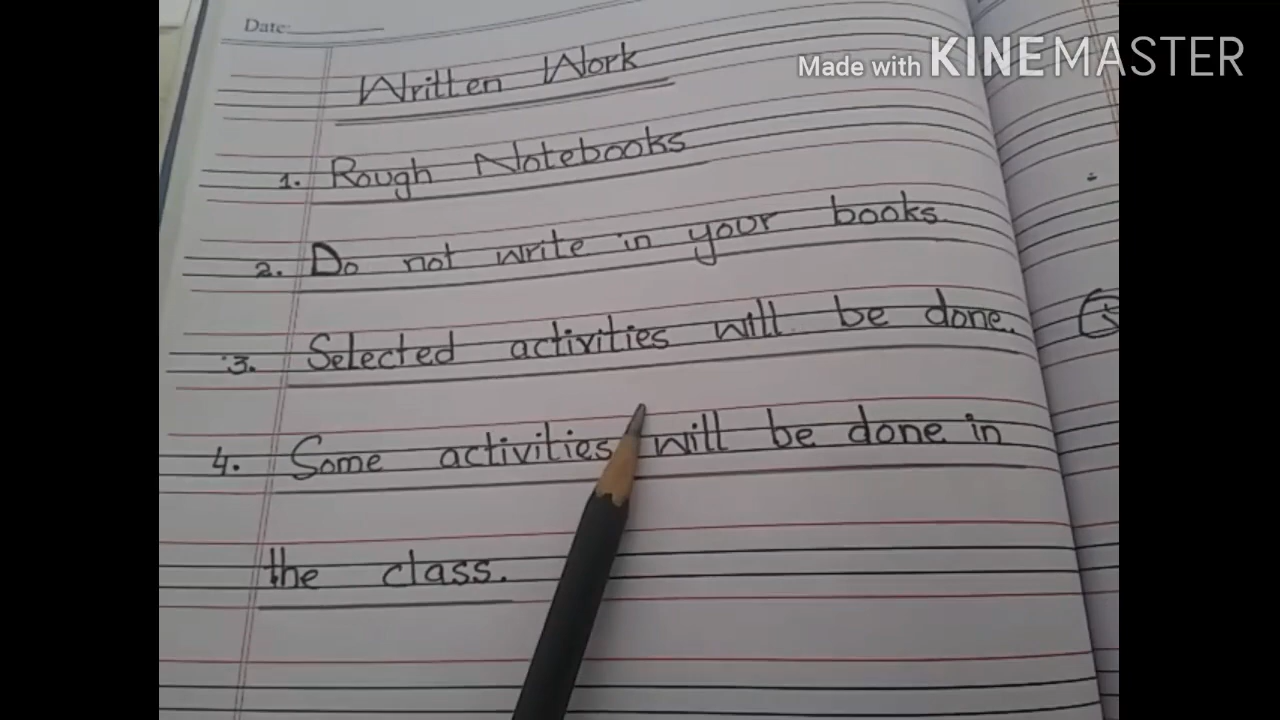 Date:
Made with KINEMASTER
Written Work
1. Rough Notebooks
2. Do not write in your books.
3. Selected activities will be done.
4. Some activities will be done in
the class.